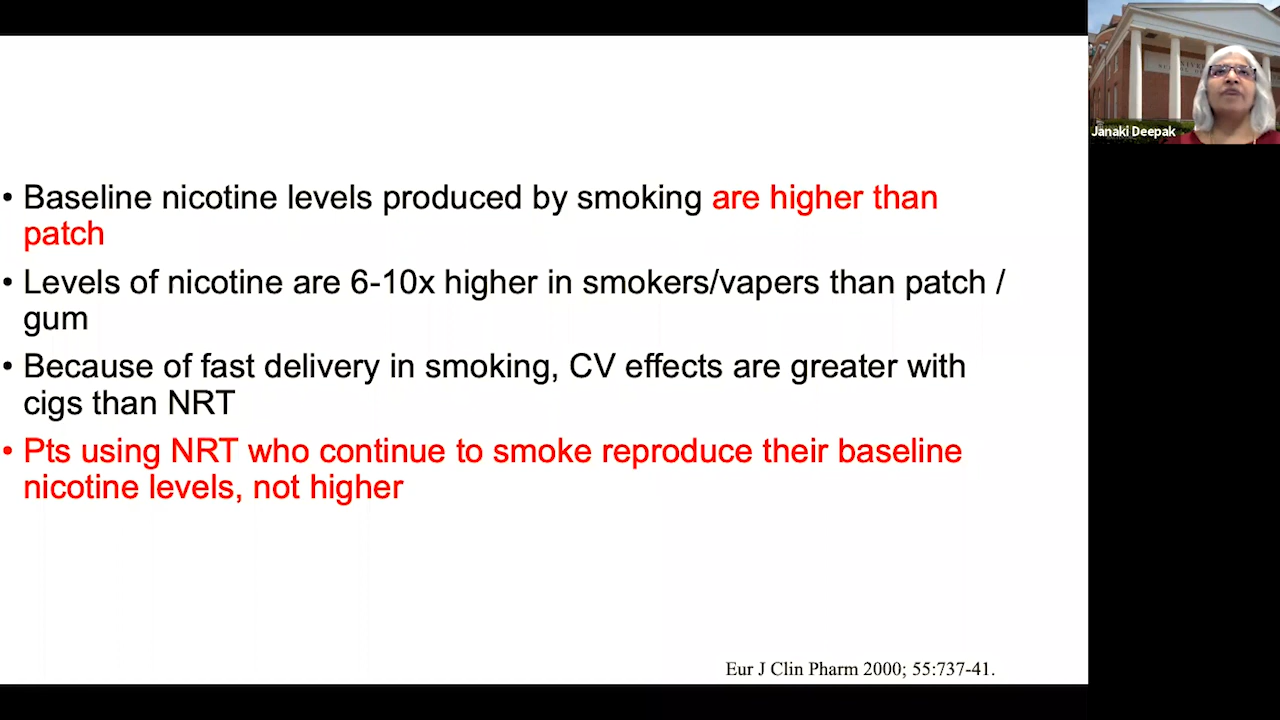 • Baseline nicotine levels produced by smoking are higher than
patch
• Levels of nicotine are 6-10x higher in smokers/vapers than patch /
gum
• Because of fast delivery in smoking, CV effects are greater with
cigs than NRT
• Pts using NRT who continue to smoke reproduce their baseline
nicotine levels, not higher
Eur J Clin Pharm 2000; 55:737-41.
Janaki Deepak